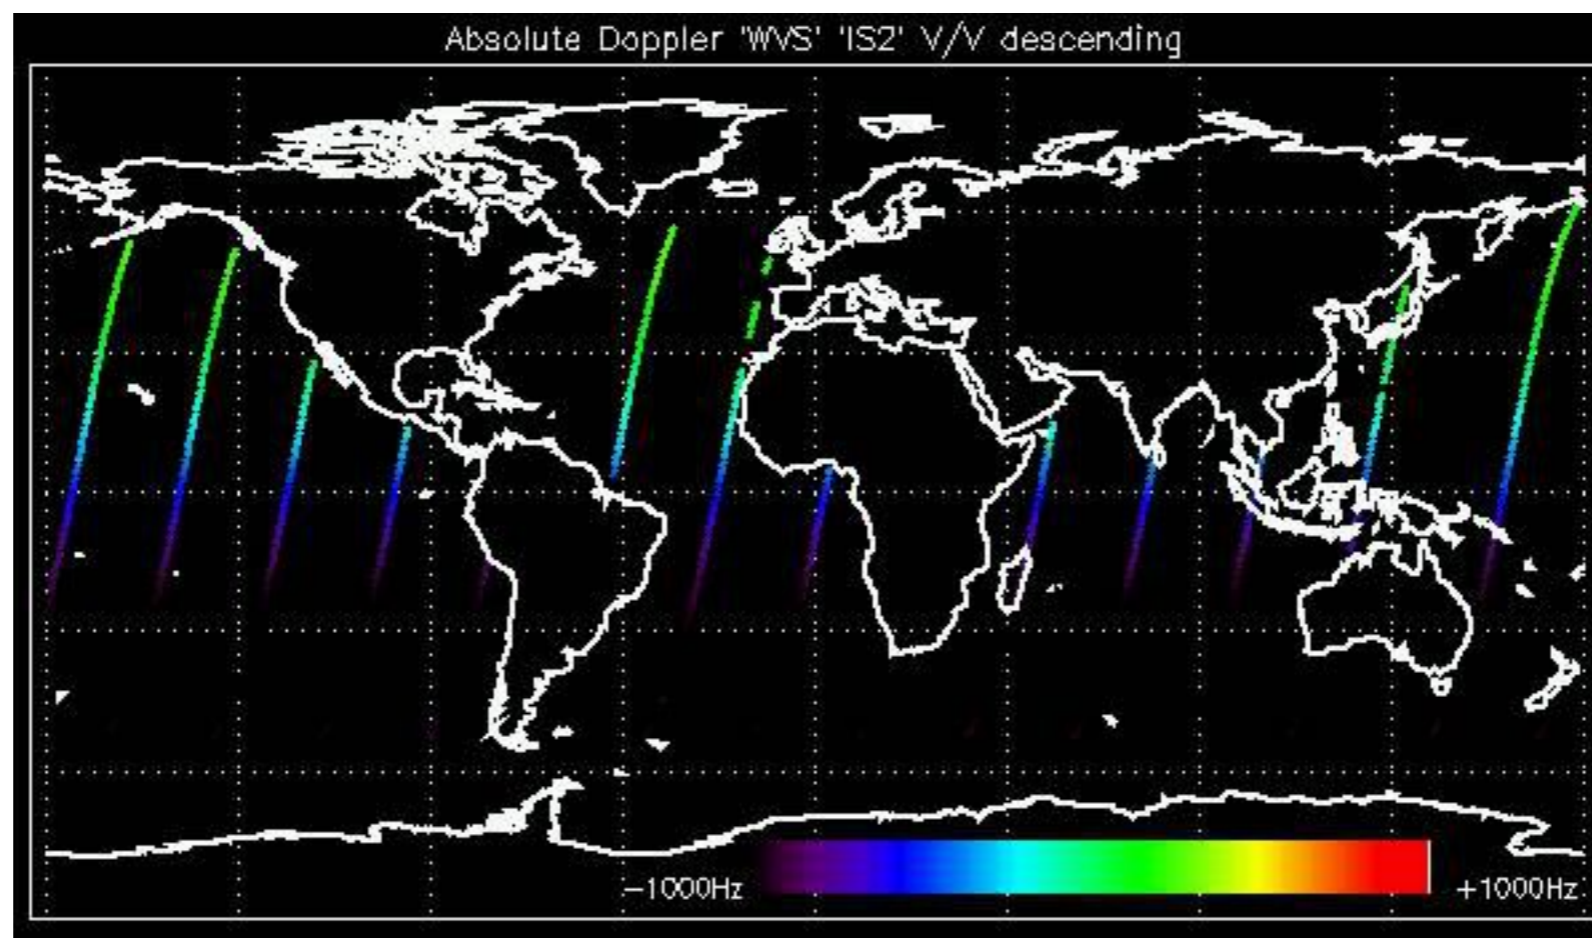 Absolute Doppler 'WVS' 'IS2' V/V descending
−1000Hz +1000Hz